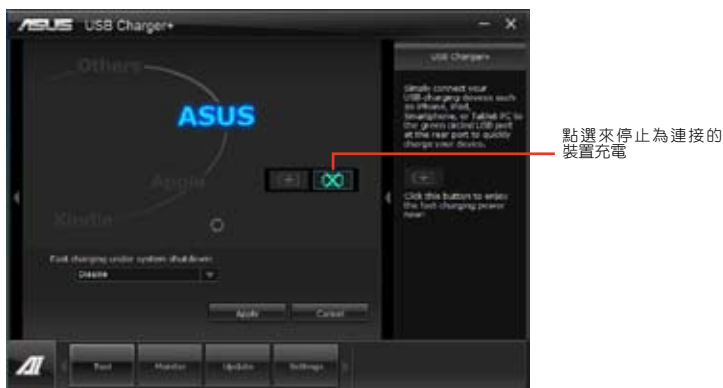 ASUS USB Charger+
Others
ASUS
Apple
Kindle
Fast charging under system shutdown:
Disable
Apply
Cancel
USB Charger+
Simply connect your
USB-charging devices such
as iPhone, iPad,
Smartphone, or Tablet PC to
the green circled USB port
at the rear port to quickly
charge your device.
Click this button to enjoy
the fast-charging power
now!
點選來停止為連接的
裝置充電
Tool
Monitor
Update
Settings